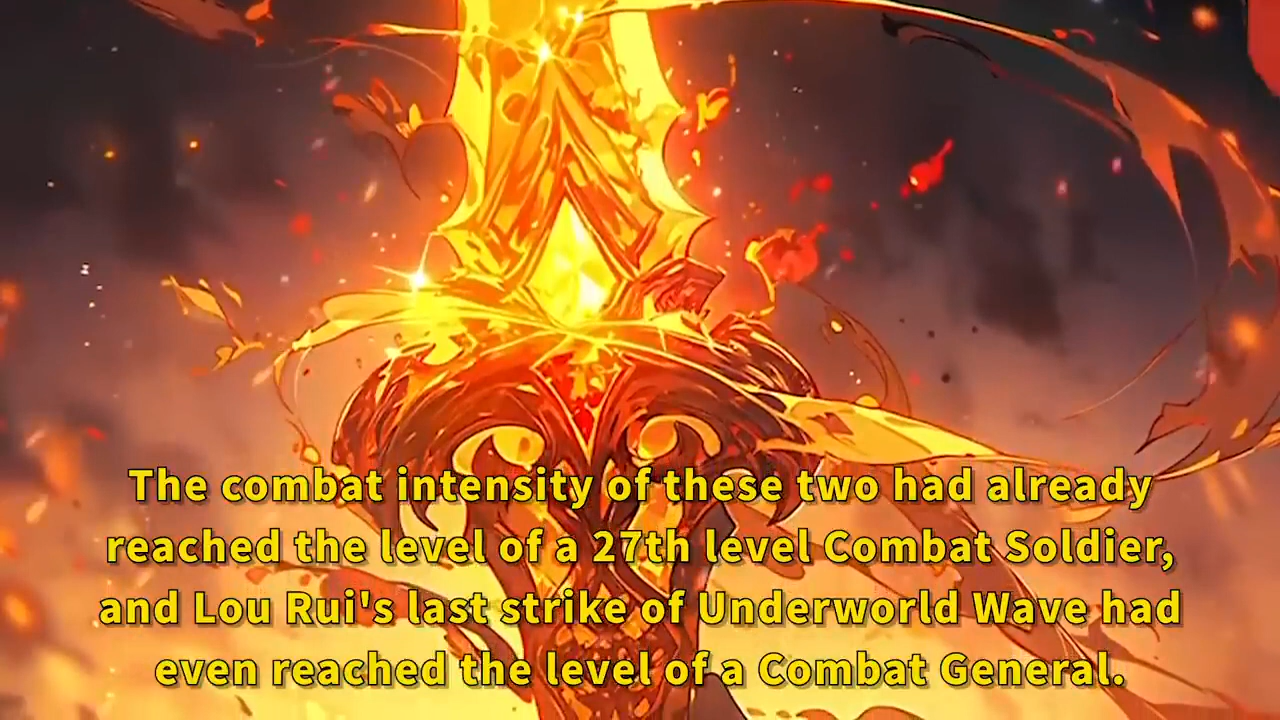 The combat intensity of these two had already
reached the level of a 27th level Combat Soldier,
and Lou Rui's last strike of Underworld Wave had
even reached the level of a Combat General.